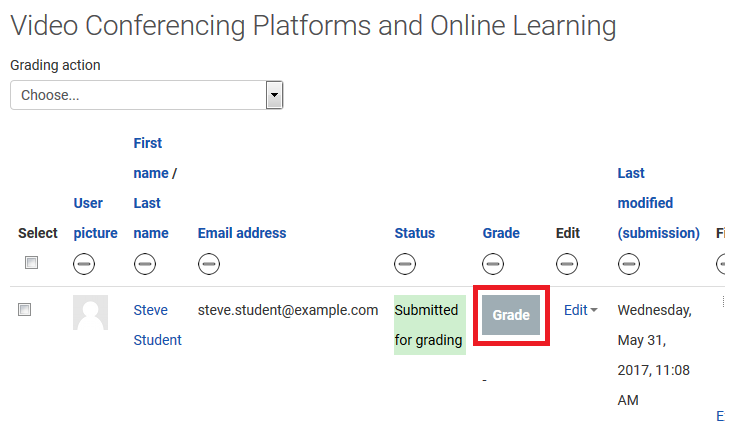 Video Conferencing Platforms and Online Learning
Grading action
Choose...
Select
User
picture
First
name /
Last
name
Email address
Status
Grade
Edit
Last
modified
(submission)
Steve
Student
steve.student@example.com
Submitted
for grading
Grade
-
Edit
Wednesday,
May 31,
2017, 11:08
AM